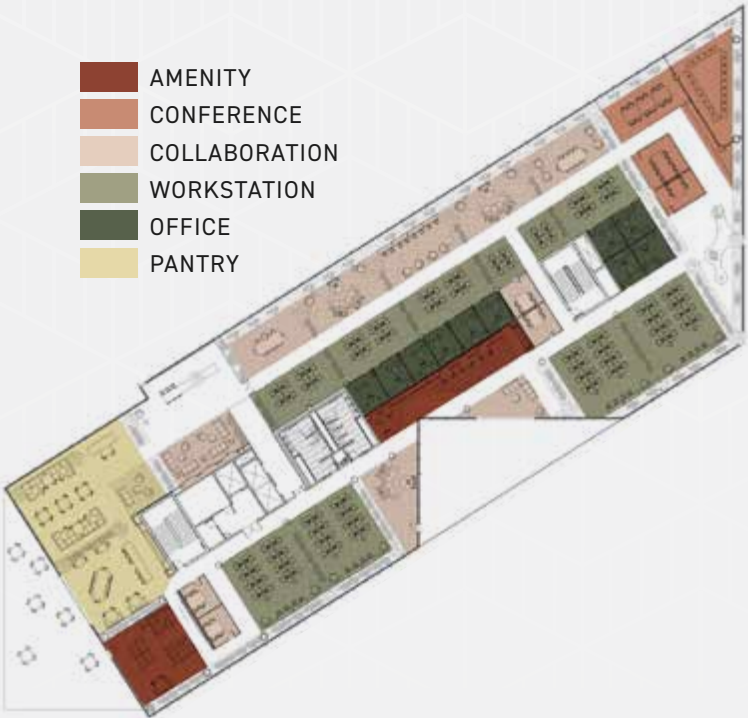 AMENITY
CONFERENCE
COLLABORATION
WORKSTATION
OFFICE
PANTRY